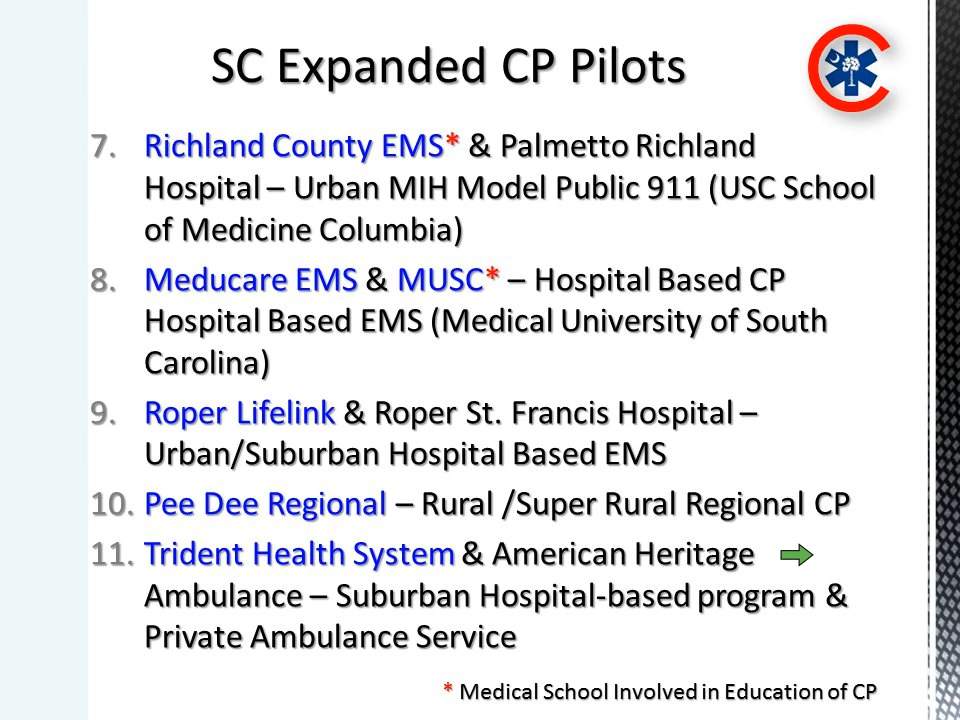 SC Expanded CP Pilots
7. Richland County EMS* & Palmetto Richland
Hospital – Urban MIH Model Public 911 (USC School
of Medicine Columbia)
8. Meducare EMS & MUSC* – Hospital Based CP
Hospital Based EMS (Medical University of South
Carolina)
9. Roper Lifelink & Roper St. Francis Hospital –
Urban/Suburban Hospital Based EMS
10. Pee Dee Regional – Rural /Super Rural Regional CP
11. Trident Health System & American Heritage
Ambulance – Suburban Hospital-based program &
Private Ambulance Service
* Medical School Involved in Education of CP